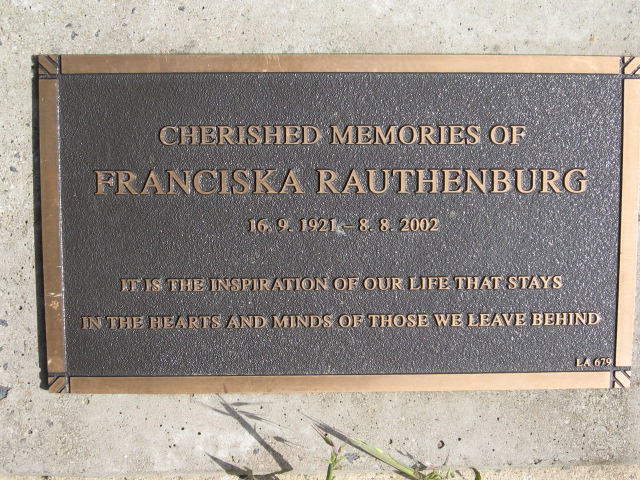 CHERISHED MEMORIES OF
FRANCISKA RAUTHENBURG
16. 9. 1921 – 8. 8. 2002
IT IS THE INSPIRATION OF OUR LIFE THAT STAYS
IN THE HEARTS AND MINDS OF THOSE WE LEAVE BEHIND
LA 679